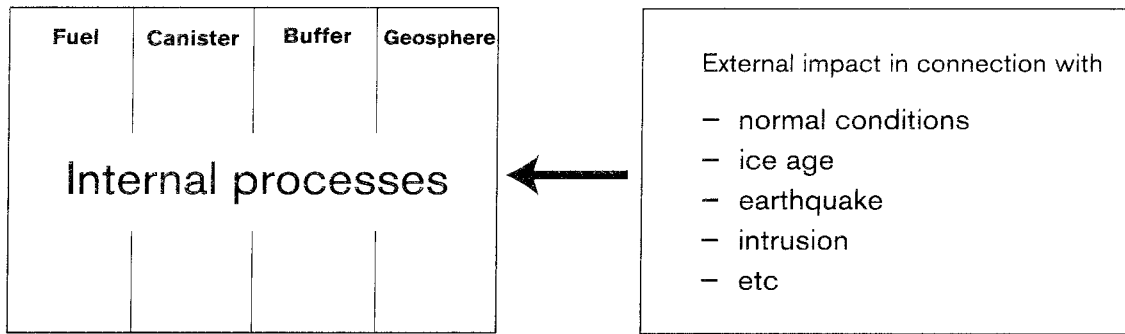 Fuel Canister Buffer Geosphere
Internal processes
External impact in connection with
– normal conditions
– ice age
– earthquake
– intrusion
– etc